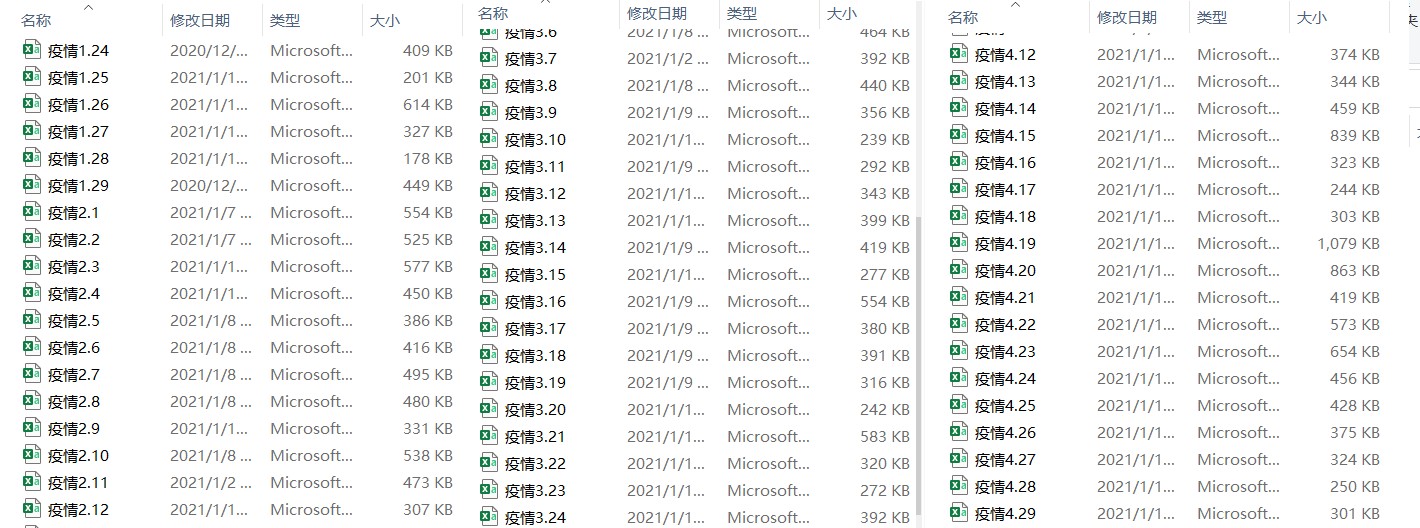 名称 修改日期 类型 大小
疫情1.24 2020/12/... Microsoft... 409 KB
疫情1.25 2021/1/1... Microsoft... 201 KB
疫情1.26 2021/1/1... Microsoft... 614 KB
疫情1.27 2021/1/1... Microsoft... 327 KB
疫情1.28 2021/1/1... Microsoft... 178 KB
疫情1.29 2020/12/... Microsoft... 449 KB
疫情2.1 2021/1/7 ... Microsoft... 554 KB
疫情2.2 2021/1/7 ... Microsoft... 525 KB
疫情2.3 2021/1/1... Microsoft... 577 KB
疫情2.4 2021/1/1... Microsoft... 450 KB
疫情2.5 2021/1/8 ... Microsoft... 386 KB
疫情2.6 2021/1/8 ... Microsoft... 416 KB
疫情2.7 2021/1/8 ... Microsoft... 495 KB
疫情2.8 2021/1/8 ... Microsoft... 480 KB
疫情2.9 2021/1/1... Microsoft... 331 KB
疫情2.10 2021/1/8 ... Microsoft... 538 KB
疫情2.11 2021/1/2 ... Microsoft... 473 KB
疫情2.12 2021/1/1... Microsoft... 307 KB
名称 修改日期 类型 大小
疫情3.6 2021/1/8 ... Microsoft... 464 KB
疫情3.7 2021/1/2 ... Microsoft... 392 KB
疫情3.8 2021/1/8 ... Microsoft... 440 KB
疫情3.9 2021/1/9 ... Microsoft... 356 KB
疫情3.10 2021/1/1... Microsoft... 239 KB
疫情3.11 2021/1/9 ... Microsoft... 292 KB
疫情3.12 2021/1/1... Microsoft... 343 KB
疫情3.13 2021/1/1... Microsoft... 399 KB
疫情3.14 2021/1/9 ... Microsoft... 419 KB
疫情3.15 2021/1/1... Microsoft... 277 KB
疫情3.16 2021/1/9 ... Microsoft... 554 KB
疫情3.17 2021/1/9 ... Microsoft... 380 KB
疫情3.18 2021/1/9 ... Microsoft... 391 KB
疫情3.19 2021/1/9 ... Microsoft... 316 KB
疫情3.20 2021/1/1... Microsoft... 242 KB
疫情3.21 2021/1/1... Microsoft... 583 KB
疫情3.22 2021/1/1... Microsoft... 320 KB
疫情3.23 2021/1/1... Microsoft... 272 KB
疫情3.24 2021/1/1... Microsoft... 392 KB
名称 修改日期 类型 大小
疫情4.12 2021/1/1... Microsoft... 374 KB
疫情4.13 2021/1/1... Microsoft... 344 KB
疫情4.14 2021/1/1... Microsoft... 459 KB
疫情4.15 2021/1/1... Microsoft... 839 KB
疫情4.16 2021/1/1... Microsoft... 323 KB
疫情4.17 2021/1/1... Microsoft... 244 KB
疫情4.18 2021/1/1... Microsoft... 303 KB
疫情4.19 2021/1/1... Microsoft... 1,079 KB
疫情4.20 2021/1/1... Microsoft... 863 KB
疫情4.21 2021/1/1... Microsoft... 419 KB
疫情4.22 2021/1/1... Microsoft... 573 KB
疫情4.23 2021/1/1... Microsoft... 654 KB
疫情4.24 2021/1/1... Microsoft... 456 KB
疫情4.25 2021/1/1... Microsoft... 428 KB
疫情4.26 2021/1/1... Microsoft... 375 KB
疫情4.27 2021/1/1... Microsoft... 324 KB
疫情4.28 2021/1/1... Microsoft... 250 KB
疫情4.29 2021/1/1... Microsoft... 301 KB